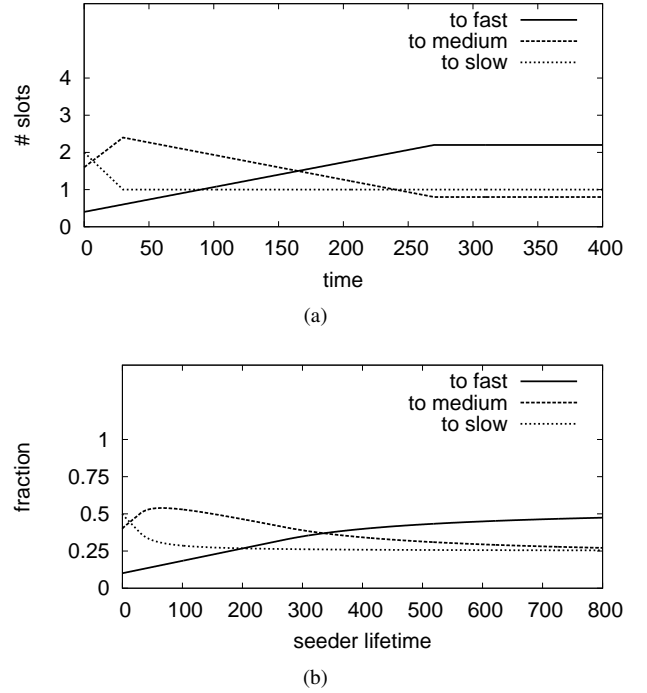 to fast
to medium
to slow
4
3
2
1
0
# slots
0 50 100 150 200 250 300 350 400
time
(a)
to fast
to medium
to slow
1
0.75
0.5
0.25
0
fraction
0 100 200 300 400 500 600 700 800
seeder lifetime
(b)